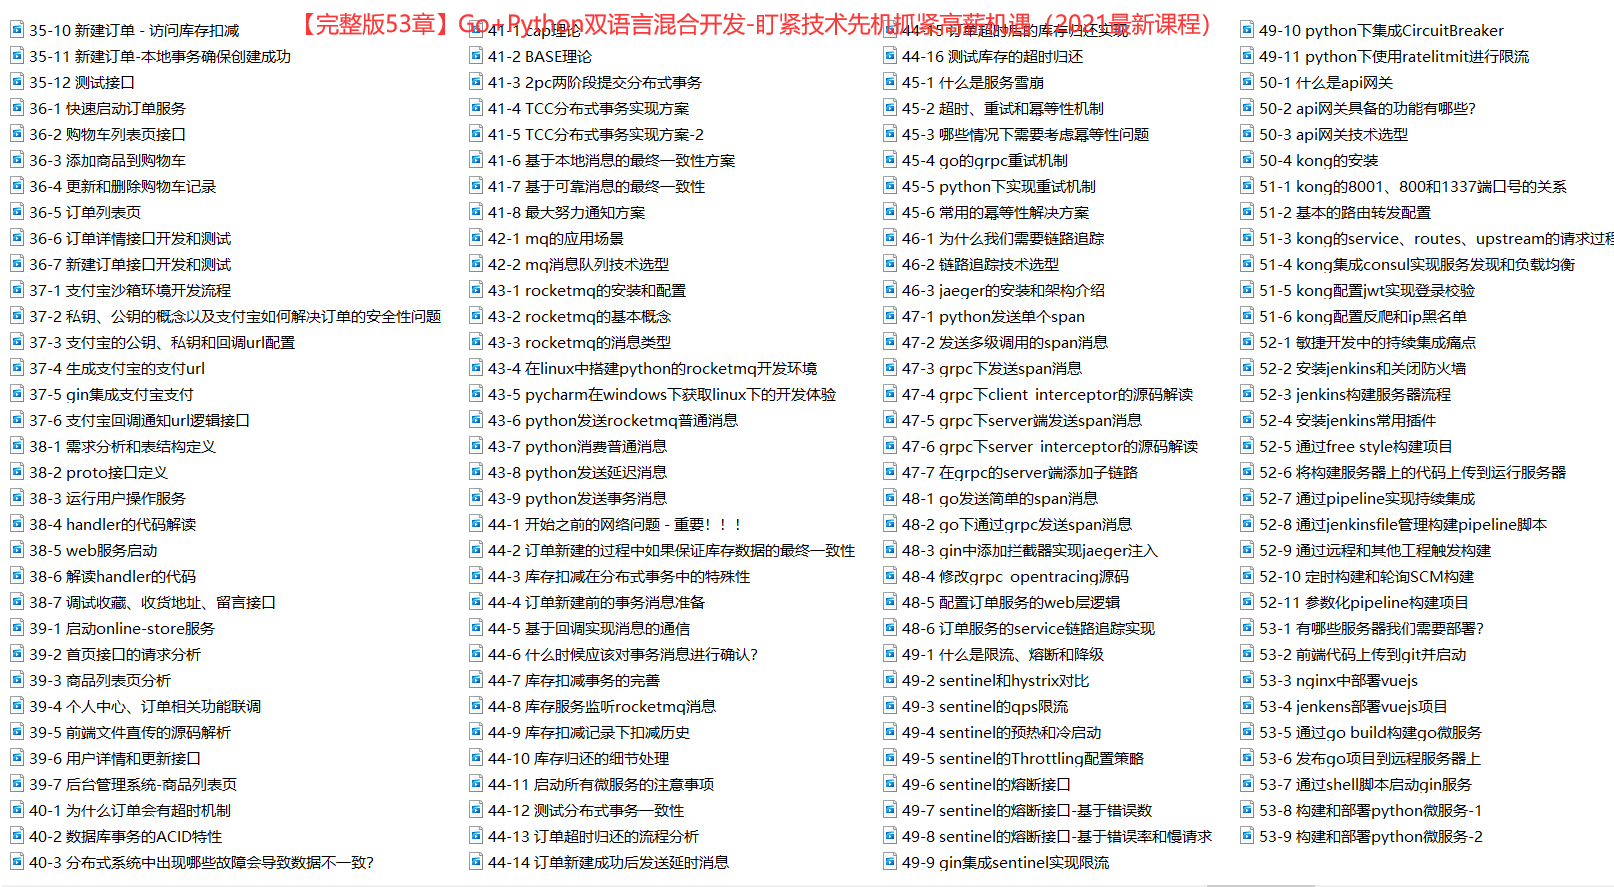 【完整版53章】Go+Python双语言混合开发-盯紧技术先机抓紧高薪机遇（2021最新课程）
35-10 新建订单 - 访问库存扣减
35-11 新建订单-本地事务确保创建成功
35-12 测试接口
36-1 快速启动订单服务
36-2 购物车列表页接口
36-3 添加商品到购物车
36-4 更新和删除购物车记录
36-5 订单列表页
36-6 订单详情接口开发和测试
36-7 新建订单接口开发和测试
37-1 支付宝沙箱环境开发流程
37-2 私钥、公钥的概念以及支付宝如何解决订单的安全性问题
37-3 支付宝的公钥、私钥和回调url配置
37-4 生成支付宝的支付url
37-5 gin集成支付宝支付
37-6 支付宝回调通知url逻辑接口
38-1 需求分析和表结构定义
38-2 proto接口定义
38-3 运行用户操作服务
38-4 handler的代码解读
38-5 web服务启动
38-6 解读handler的代码
38-7 调试收藏、收货地址、留言接口
39-1 启动online-store服务
39-2 首页接口的请求分析
39-3 商品列表页分析
39-4 个人中心、订单相关功能联调
39-5 前端文件直传的源码解析
39-6 用户详情和更新接口
39-7 后台管理系统-商品列表页
40-1 为什么订单会有超时机制
40-2 数据库事务的ACID特性
40-3 分布式系统中出现哪些故障会导致数据不一致?
41-1 cap理论
41-2 BASE理论
41-3 2pc两阶段提交分布式事务
41-4 TCC分布式事务实现方案
41-5 TCC分布式事务实现方案-2
41-6 基于本地消息的最终一致性方案
41-7 基于可靠消息的最终一致性
41-8 最大努力通知方案
42-1 mq的应用场景
42-2 mq消息队列技术选型
43-1 rocketmq的安装和配置
43-2 rocketmq的基本概念
43-3 rocketmq的消息类型
43-4 在linux中搭建python的rocketmq开发环境
43-5 pycharm在windows下获取linux下的开发体验
43-6 python发送rocketmq普通消息
43-7 python消费普通消息
43-8 python发送延迟消息
43-9 python发送事务消息
44-1 开始之前的网络问题 - 重要！！！
44-2 订单新建的过程中如果保证库存数据的最终一致性
44-3 库存扣减在分布式事务中的特殊性
44-4 订单新建前的事务消息准备
44-5 基于回调实现消息的通信
44-6 什么时候应该对事务消息进行确认?
44-7 库存扣减事务的完善
44-8 库存服务监听rocketmq消息
44-9 库存扣减记录下扣减历史
44-10 库存归还的细节处理
44-11 启动所有微服务的注意事项
44-12 测试分布式事务一致性
44-13 订单超时归还的流程分析
44-14 订单新建成功后发送延时消息
44-15 订单超时后的库存归还实现
44-16 测试库存的超时归还
45-1 什么是服务雪崩
45-2 超时、重试和幂等性机制
45-3 哪些情况下需要考虑幂等性问题
45-4 go的grpc重试机制
45-5 python下实现重试机制
45-6 常用的幂等性解决方案
46-1 为什么我们需要链路追踪
46-2 链路追踪技术选型
46-3 jaeger的安装和架构介绍
47-1 python发送单个span
47-2 发送多级调用的span消息
47-3 grpc下发送span消息
47-4 grpc下client interceptor的源码解读
47-5 grpc下server端发送span消息
47-6 grpc下server interceptor的源码解读
47-7 在grpc的server端添加子链路
48-1 go发送简单的span消息
48-2 go下通过grpc发送span消息
48-3 gin中添加拦截器实现jaeger注入
48-4 修改grpc opentracing源码
48-5 配置订单服务的web层逻辑
48-6 订单服务的service链路追踪实现
49-1 什么是限流、熔断和降级
49-2 sentinel和hystrix对比
49-3 sentinel的qps限流
49-4 sentinel的预热和冷启动
49-5 sentinel的Throttling配置策略
49-6 sentinel的熔断接口
49-7 sentinel的熔断接口-基于错误数
49-8 sentinel的熔断接口-基于错误率和慢请求
49-9 gin集成sentinel实现限流
49-10 python下集成CircuitBreaker
49-11 python下使用ratelitmit进行限流
50-1 什么是api网关
50-2 api网关具备的功能有哪些?
50-3 api网关技术选型
50-4 kong的安装
51-1 kong的8001、800和1337端口号的关系
51-2 基本的路由转发配置
51-3 kong的service、routes、upstream的请求过程
51-4 kong集成consul实现服务发现和负载均衡
51-5 kong配置jwt实现登录校验
51-6 kong配置反爬和ip黑名单
52-1 敏捷开发中的持续集成痛点
52-2 安装jenkins和关闭防火墙
52-3 jenkins构建服务器流程
52-4 安装jenkins常用插件
52-5 通过free style构建项目
52-6 将构建服务器上的代码上传到运行服务器
52-7 通过pipeline实现持续集成
52-8 通过jenkinsfile管理构建pipeline脚本
52-9 通过远程和其他工程触发构建
52-10 定时构建和轮询SCM构建
52-11 参数化pipeline构建项目
53-1 有哪些服务器我们需要部署?
53-2 前端代码上传到git并启动
53-3 nginx中部署vuejs
53-4 jenkens部署vuejs项目
53-5 通过go build构建go微服务
53-6 发布go项目到远程服务器上
53-7 通过shell脚本启动gin服务
53-8 构建和部署python微服务-1
53-9 构建和部署python微服务-2